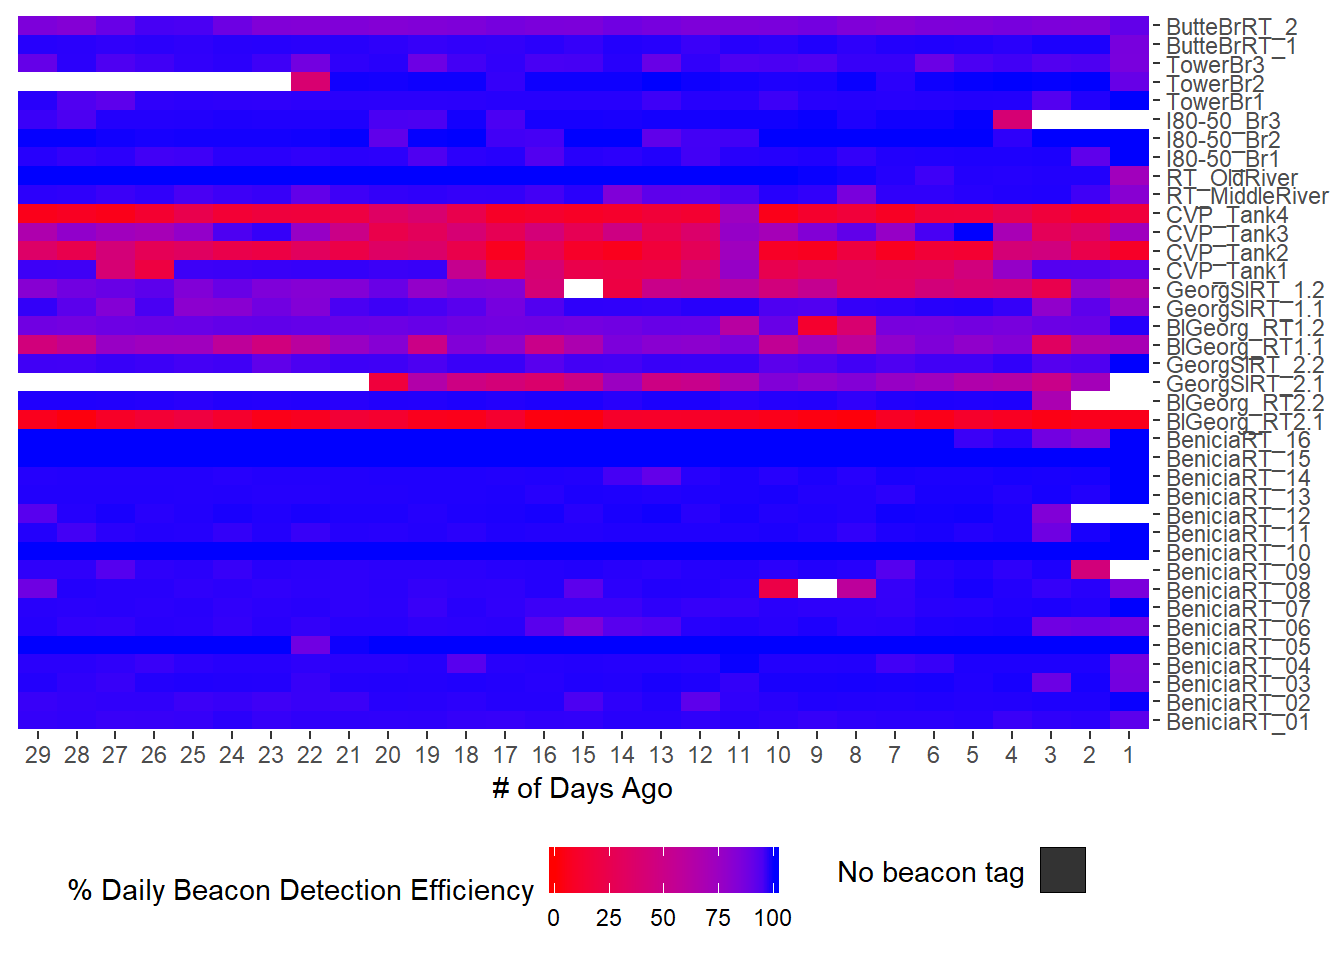 ButteBrRT_2
ButteBrRT_1
TowerBr3
TowerBr2
TowerBr1
I80-50_Br3
I80-50_Br2
I80-50_Br1
RT_OldRiver
RT_MiddleRiver
CVP_Tank4
CVP_Tank3
CVP_Tank2
CVP_Tank1
GeorgSlRT_1.2
GeorgSlRT_1.1
BlGeorg_RT1.2
BlGeorg_RT1.1
GeorgSlRT_2.2
GeorgSlRT_2.1
BlGeorg_RT2.2
BlGeorg_RT2.1
BeniciaRT_16
BeniciaRT_15
BeniciaRT_14
BeniciaRT_13
BeniciaRT_12
BeniciaRT_11
BeniciaRT_10
BeniciaRT_09
BeniciaRT_08
BeniciaRT_07
BeniciaRT_06
BeniciaRT_05
BeniciaRT_04
BeniciaRT_03
BeniciaRT_02
BeniciaRT_01
29 28 27 26 25 24 23 22 21 20 19 18 17 16 15 14 13 12 11 10 9 8 7 6 5 4 3 2 1
# of Days Ago
% Daily Beacon Detection Efficiency
0 25 50 75 100
No beacon tag